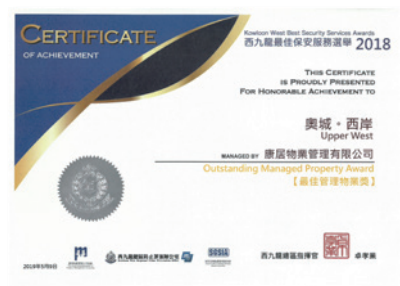 CERTIFICATE
OF ACHIEVEMENT
Kowloon West Best Security Services Awards
西九龍最佳保安服務選舉 2018
THIS CERTIFICATE
IS PROUDLY PRESENTED
FOR HONORABLE ACHIEVEMENT TO
奧城·西岸
Upper West
MANAGED BY 康居物業管理有限公司
Outstanding Managed Property Award
【最佳管理物業獎】
西九龍總區指揮官